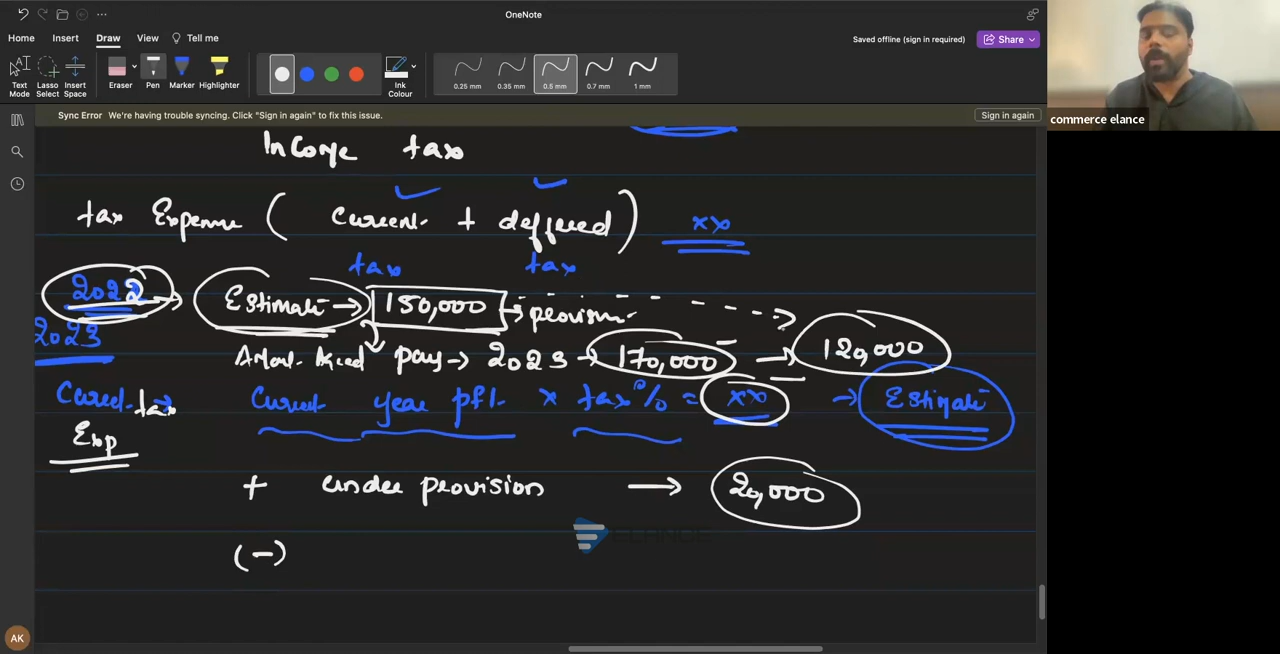 OneNote
Home Insert Draw View Tell me
Saved offline (sign in required)
Share
Text Mode
Lasso Select
Insert Space
Eraser
Pen
Marker
Highlighter
Ink Colour
0.25 mm 0.35 mm 0.5 mm 0.7 mm 1 mm
commerce elance
Sync Error We're having trouble syncing. Click "Sign in again" to fix this issue.
Sign in again
Income tax
tax Expense ( Current + deffered ) xx
tax tax
2022 Estimate → 150,000 → provision
2023
pay → 2023 → 170,000 → 120,000
Current tax Exp
Current year pft × tax % = xx → Estimate
+ under provision → 20,000
(-)
ELANCE
AK